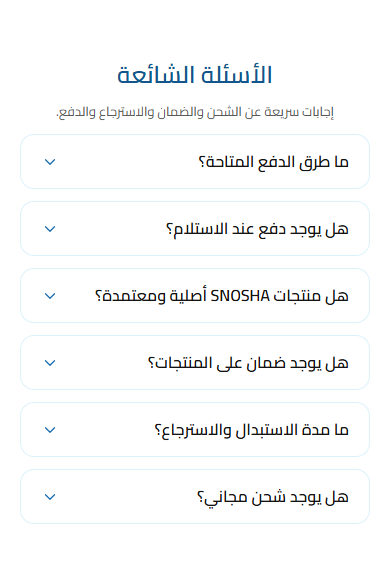 الأسئلة الشائعة
إجابات سريعة عن الشحن والضمان والاسترجاع والدفع.
ما طرق الدفع المتاحة؟
هل يوجد دفع عند الاستلام؟
هل منتجات SNOSHA أصلية ومعتمدة؟
هل يوجد ضمان على المنتجات؟
ما مدة الاستبدال والاسترجاع؟
هل يوجد شحن مجاني؟